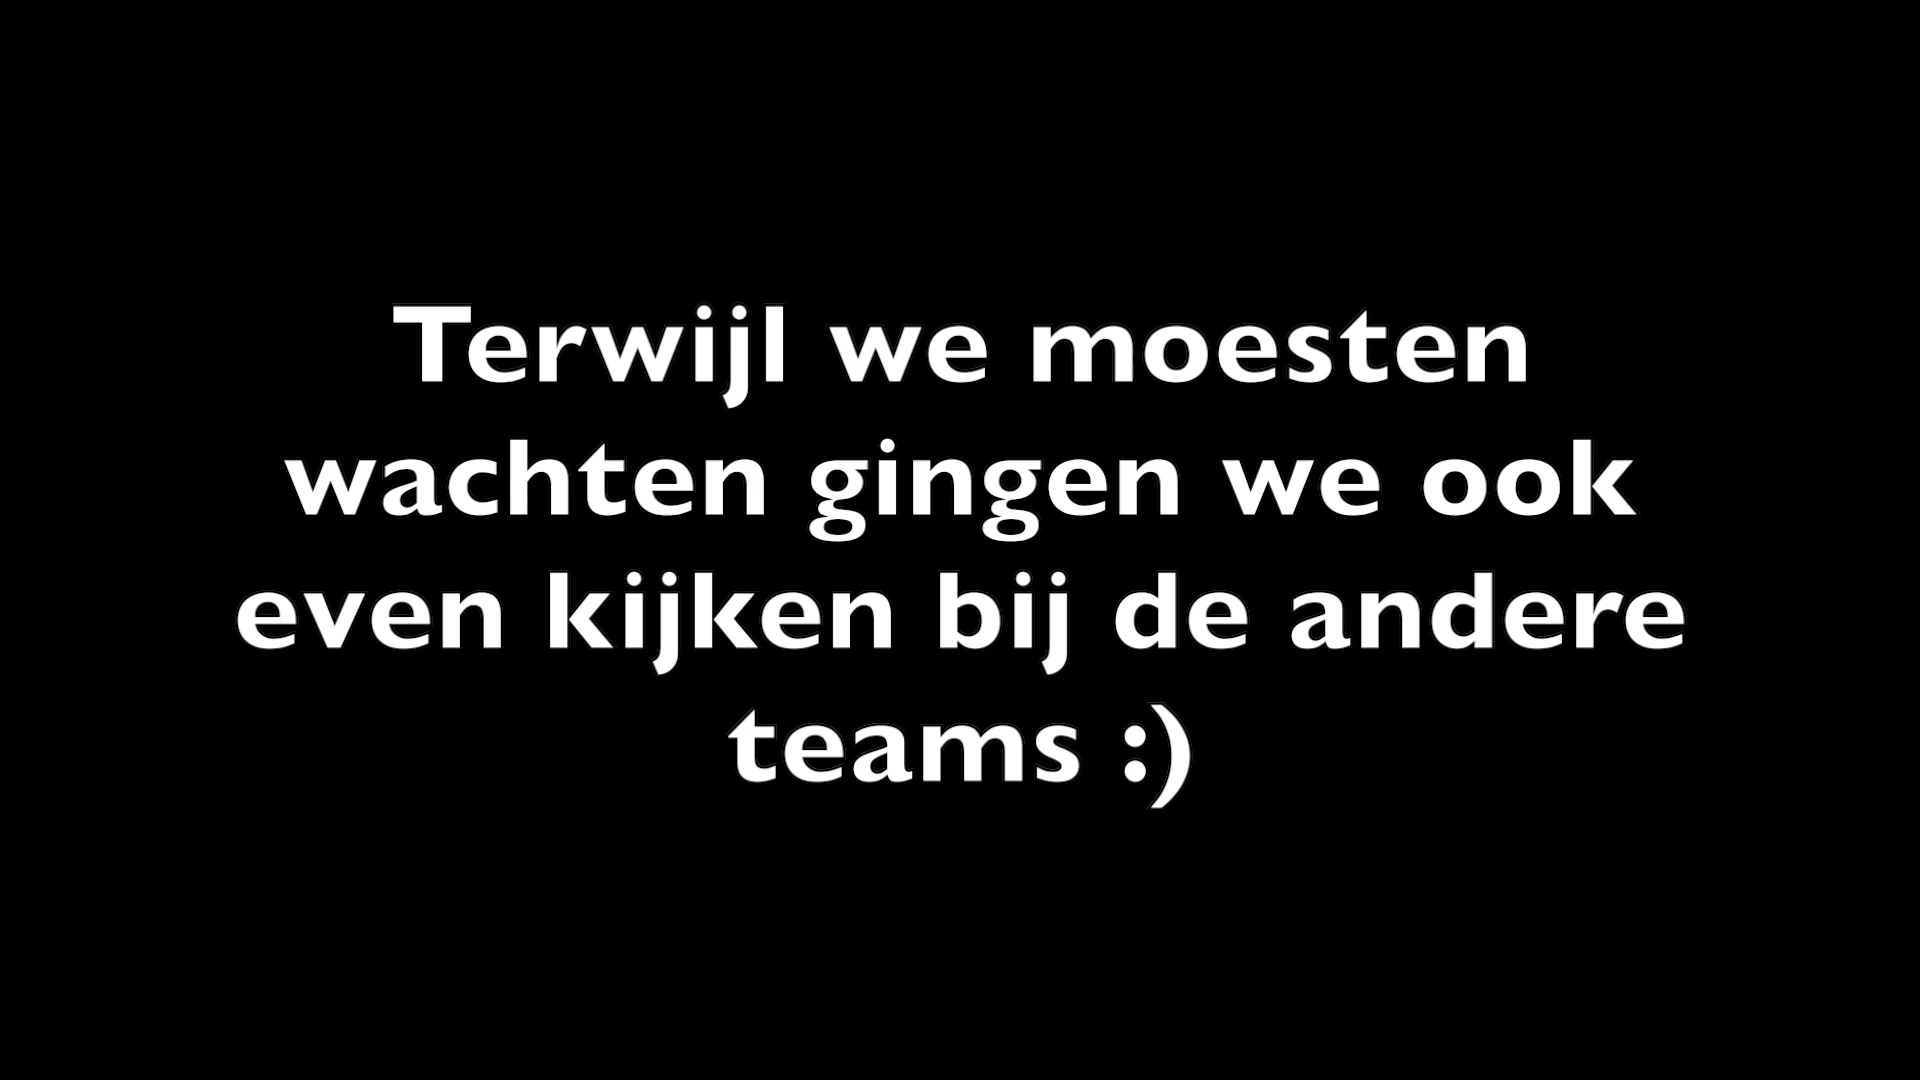 Terwijl we moesten
wachten gingen we ook
even kijken bij de andere
teams :)